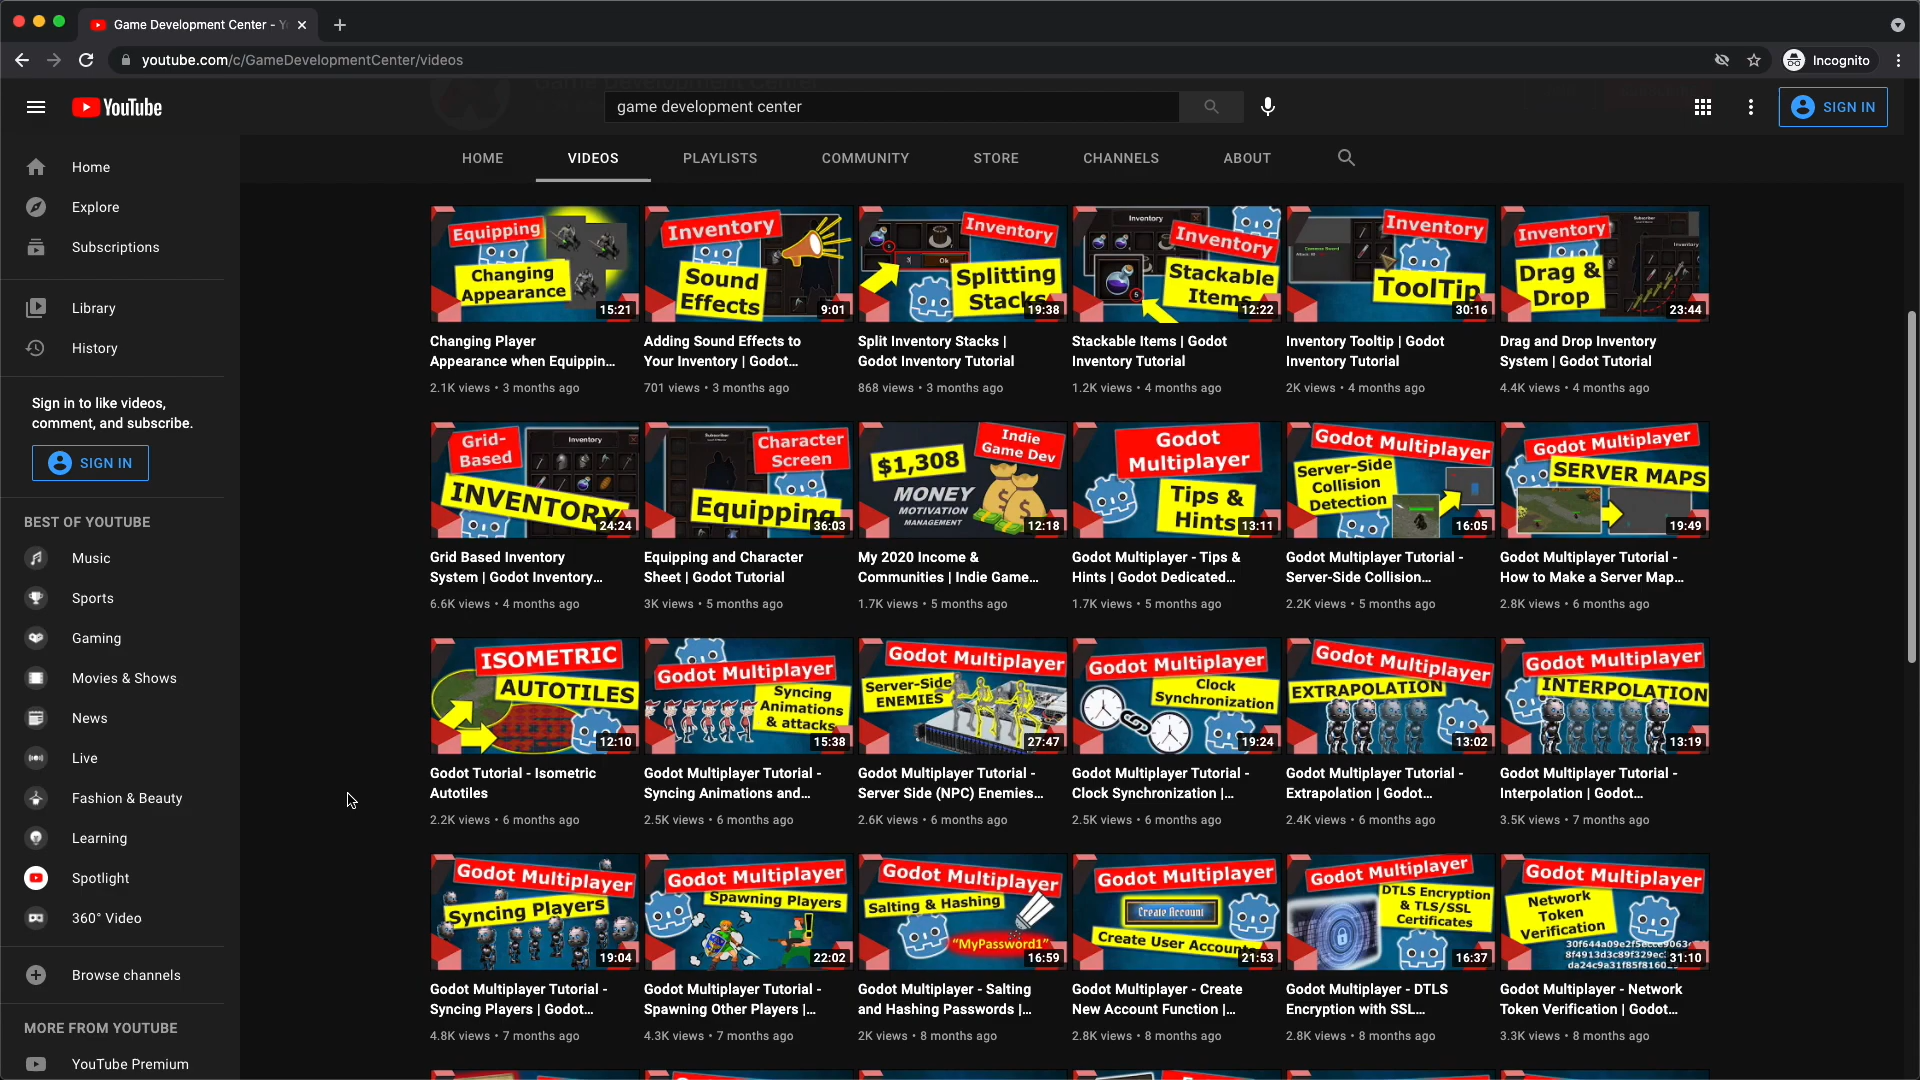 Game Development Center - Y
youtube.com/c/GameDevelopmentCenter/videos
Incognito
Game Development Center
YouTube
game development center
SIGN IN
HOME
VIDEOS
PLAYLISTS
COMMUNITY
STORE
CHANNELS
ABOUT
Home
Explore
Subscriptions
Library
History
Sign in to like videos,
comment, and subscribe.
SIGN IN
BEST OF YOUTUBE
Music
Sports
Gaming
Movies & Shows
News
Live
Fashion & Beauty
Learning
Spotlight
360° Video
Browse channels
MORE FROM YOUTUBE
YouTube Premium
Equipping
Changing
Appearance
15:21
Changing Player
Appearance when Equippin...
2.1K views • 3 months ago
Inventory
Sound
Effects
9:01
Adding Sound Effects to
Your Inventory | Godot...
701 views • 3 months ago
Inventory
Ok
Splitting
Stacks
19:38
Split Inventory Stacks |
Godot Inventory Tutorial
868 views • 3 months ago
Inventory
Inventory
Stackable
Items
12:22
Stackable Items | Godot
Inventory Tutorial
1.2K views • 4 months ago
Inventory
ToolTip
30:16
Inventory Tooltip | Godot
Inventory Tutorial
2K views • 4 months ago
Inventory
Drag &
Drop
23:44
Drag and Drop Inventory
System | Godot Tutorial
4.4K views • 4 months ago
Grid-
Based
Inventory
INVENTORY
24:24
Grid Based Inventory
System | Godot Inventory...
6.6K views • 4 months ago
Character
Screen
Equipping
36:03
Equipping and Character
Sheet | Godot Tutorial
3K views • 5 months ago
Indie
Game Dev
$1,308
MONEY
MOTIVATION
MANAGEMENT
12:18
My 2020 Income &
Communities | Indie Game...
1.7K views • 5 months ago
Godot
Multiplayer
Tips &
Hints
13:11
Godot Multiplayer - Tips &
Hints | Godot Dedicated...
1.7K views • 5 months ago
Godot Multiplayer
Server-Side
Collision
Detection
16:05
Godot Multiplayer Tutorial -
Server-Side Collision...
2.2K views • 5 months ago
Godot Multiplayer
SERVER MAPS
19:49
Godot Multiplayer Tutorial -
How to Make a Server Map...
2.8K views • 6 months ago
ISOMETRIC
AUTOTILES
12:10
Godot Tutorial - Isometric
Autotiles
2.2K views • 6 months ago
Godot Multiplayer
Syncing
Animations
& attacks
15:38
Godot Multiplayer Tutorial -
Syncing Animations and...
2.5K views • 6 months ago
Godot Multiplayer
Server-Side
ENEMIES
27:47
Godot Multiplayer Tutorial -
Server Side (NPC) Enemies...
2.6K views • 6 months ago
Godot Multiplayer
Clock
Synchronization
19:24
Godot Multiplayer Tutorial -
Clock Synchronization |...
2.5K views • 6 months ago
Godot Multiplayer
EXTRAPOLATION
13:02
Godot Multiplayer Tutorial -
Extrapolation | Godot...
2.4K views • 6 months ago
Godot Multiplayer
INTERPOLATION
13:19
Godot Multiplayer Tutorial -
Interpolation | Godot...
3.5K views • 7 months ago
Godot Multiplayer
Syncing Players
19:04
Godot Multiplayer Tutorial -
Syncing Players | Godot...
4.8K views • 7 months ago
Godot Multiplayer
Spawning Players
22:02
Godot Multiplayer Tutorial -
Spawning Other Players |...
4.3K views • 7 months ago
Godot Multiplayer
Salting & Hashing
"MyPassword1"
16:59
Godot Multiplayer - Salting
and Hashing Passwords |...
2K views • 8 months ago
Godot Multiplayer
Create Account
Create User Accounts
21:53
Godot Multiplayer - Create
New Account Function |...
2.8K views • 8 months ago
Godot Multiplayer
DTLS Encryption
& TLS/SSL
Certificates
16:37
Godot Multiplayer - DTLS
Encryption with SSL...
2.8K views • 8 months ago
Godot Multiplayer
Network
Token
Verification
31:10
Godot Multiplayer - Network
Token Verification | Godot...
3.3K views • 8 months ago